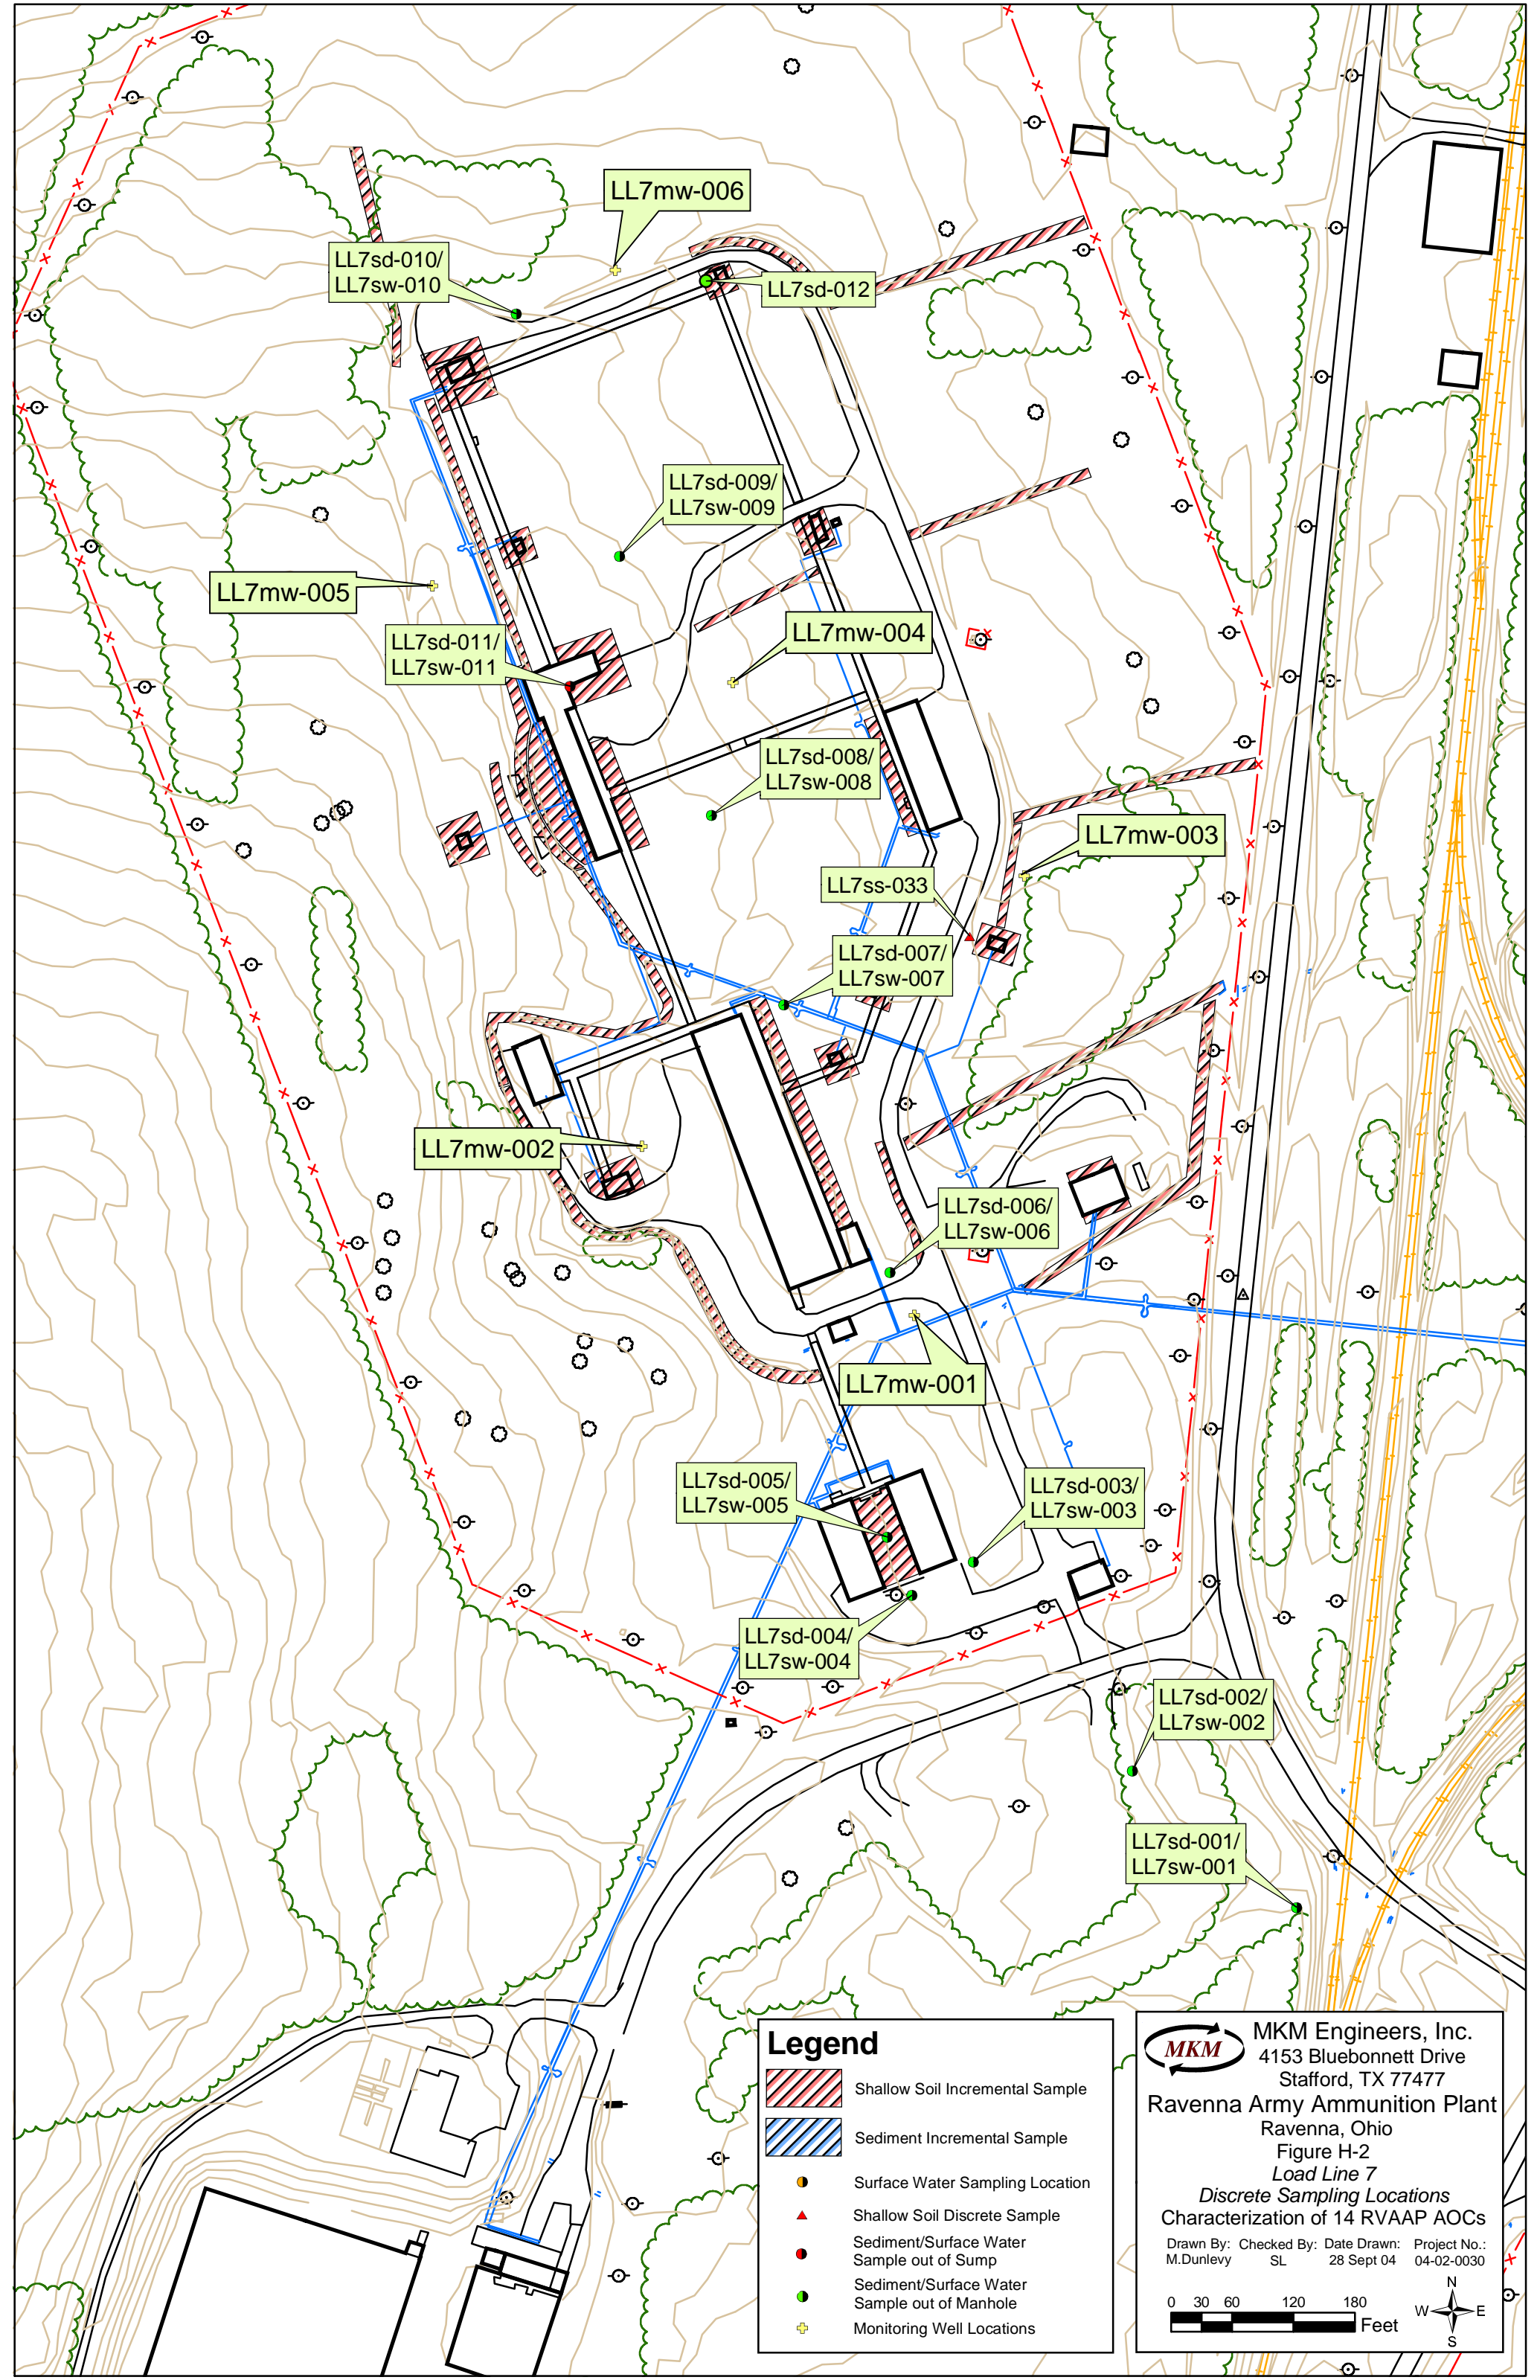 LL7mw-006
LL7sd-010/
LL7sw-010
LL7sd-012
LL7sd-009/
LL7sw-009
LL7mw-005
LL7mw-004
LL7sd-011/
LL7sw-011
LL7sd-008/
LL7sw-008
LL7mw-003
LL7ss-033
LL7sd-007/
LL7sw-007
LL7mw-002
LL7sd-006/
LL7sw-006
LL7mw-001
LL7sd-005/
LL7sw-005
LL7sd-003/
LL7sw-003
LL7sd-004/
LL7sw-004
LL7sd-002/
LL7sw-002
LL7sd-001/
LL7sw-001
Legend
Shallow Soil Incremental Sample
Sediment Incremental Sample
Surface Water Sampling Location
Shallow Soil Discrete Sample
Sediment/Surface Water
Sample out of Sump
Sediment/Surface Water
Sample out of Manhole
Monitoring Well Locations
MKM
MKM Engineers, Inc.
4153 Bluebonnett Drive
Stafford, TX 77477
Ravenna Army Ammunition Plant
Ravenna, Ohio
Figure H-2
Load Line 7
Discrete Sampling Locations
Characterization of 14 RVAAP AOCs
Drawn By: Checked By: Date Drawn: Project No.:
M.Dunlevy SL 28 Sept 04 04-02-0030
0 30 60 120 180
Feet
N
W E
S